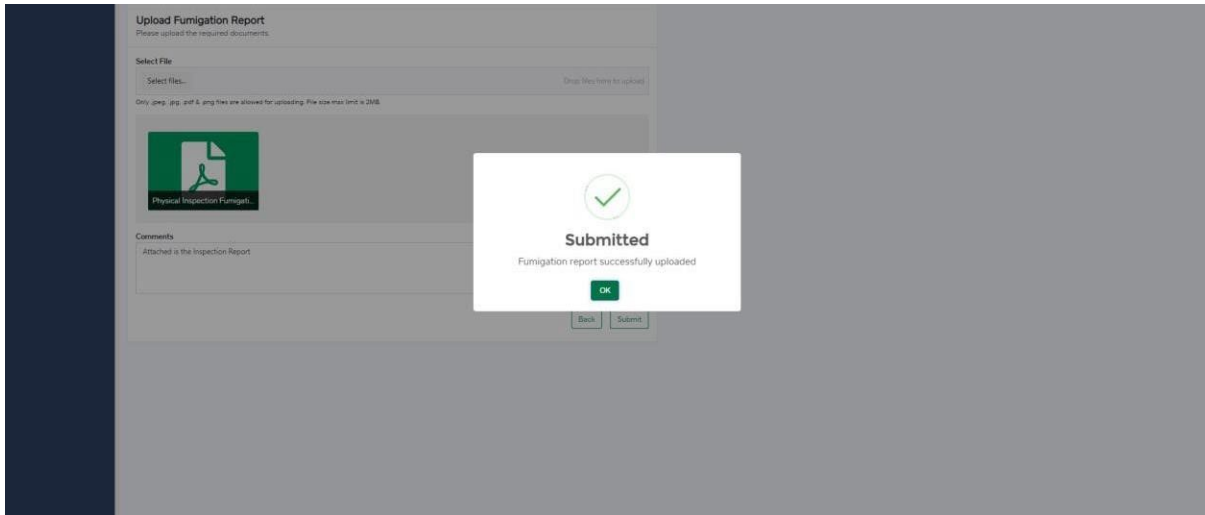 Upload Fumigation Report
Please upload the required documents.
Select File
Select files...
Drop files here to upload
Only .jpeg, .jpg, .pdf & .png files are allowed for uploading. File size max limit is 2MB.
Physical Inspection Fumigati...
Comments
Attached is the Inspection Report
Submitted
Fumigation report successfully uploaded
OK
Back
Submit